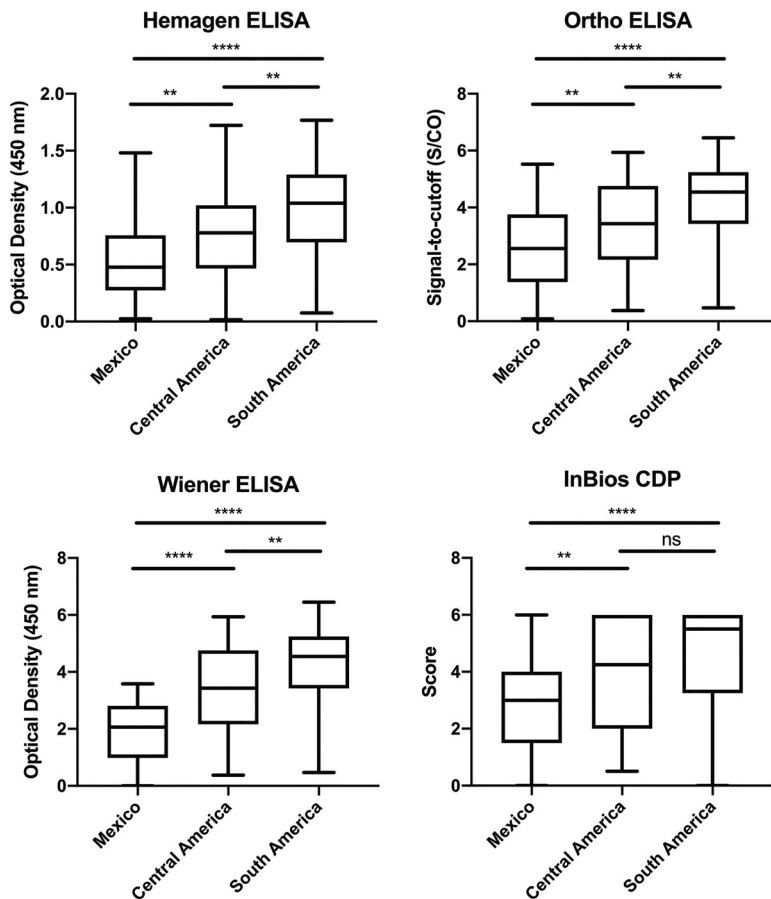 Hemagen ELISA
****
**
**
Optical Density (450 nm)
2.0
1.5
1.0
0.5
0.0
Mexico
Central America
South America
Ortho ELISA
****
**
**
Signal-to-cutoff (S/CO)
8
6
4
2
0
Mexico
Central America
South America
Wiener ELISA
****
****
**
Optical Density (450 nm)
8
6
4
2
0
Mexico
Central America
South America
InBios CDP
****
**
ns
Score
8
6
4
2
0
Mexico
Central America
South America